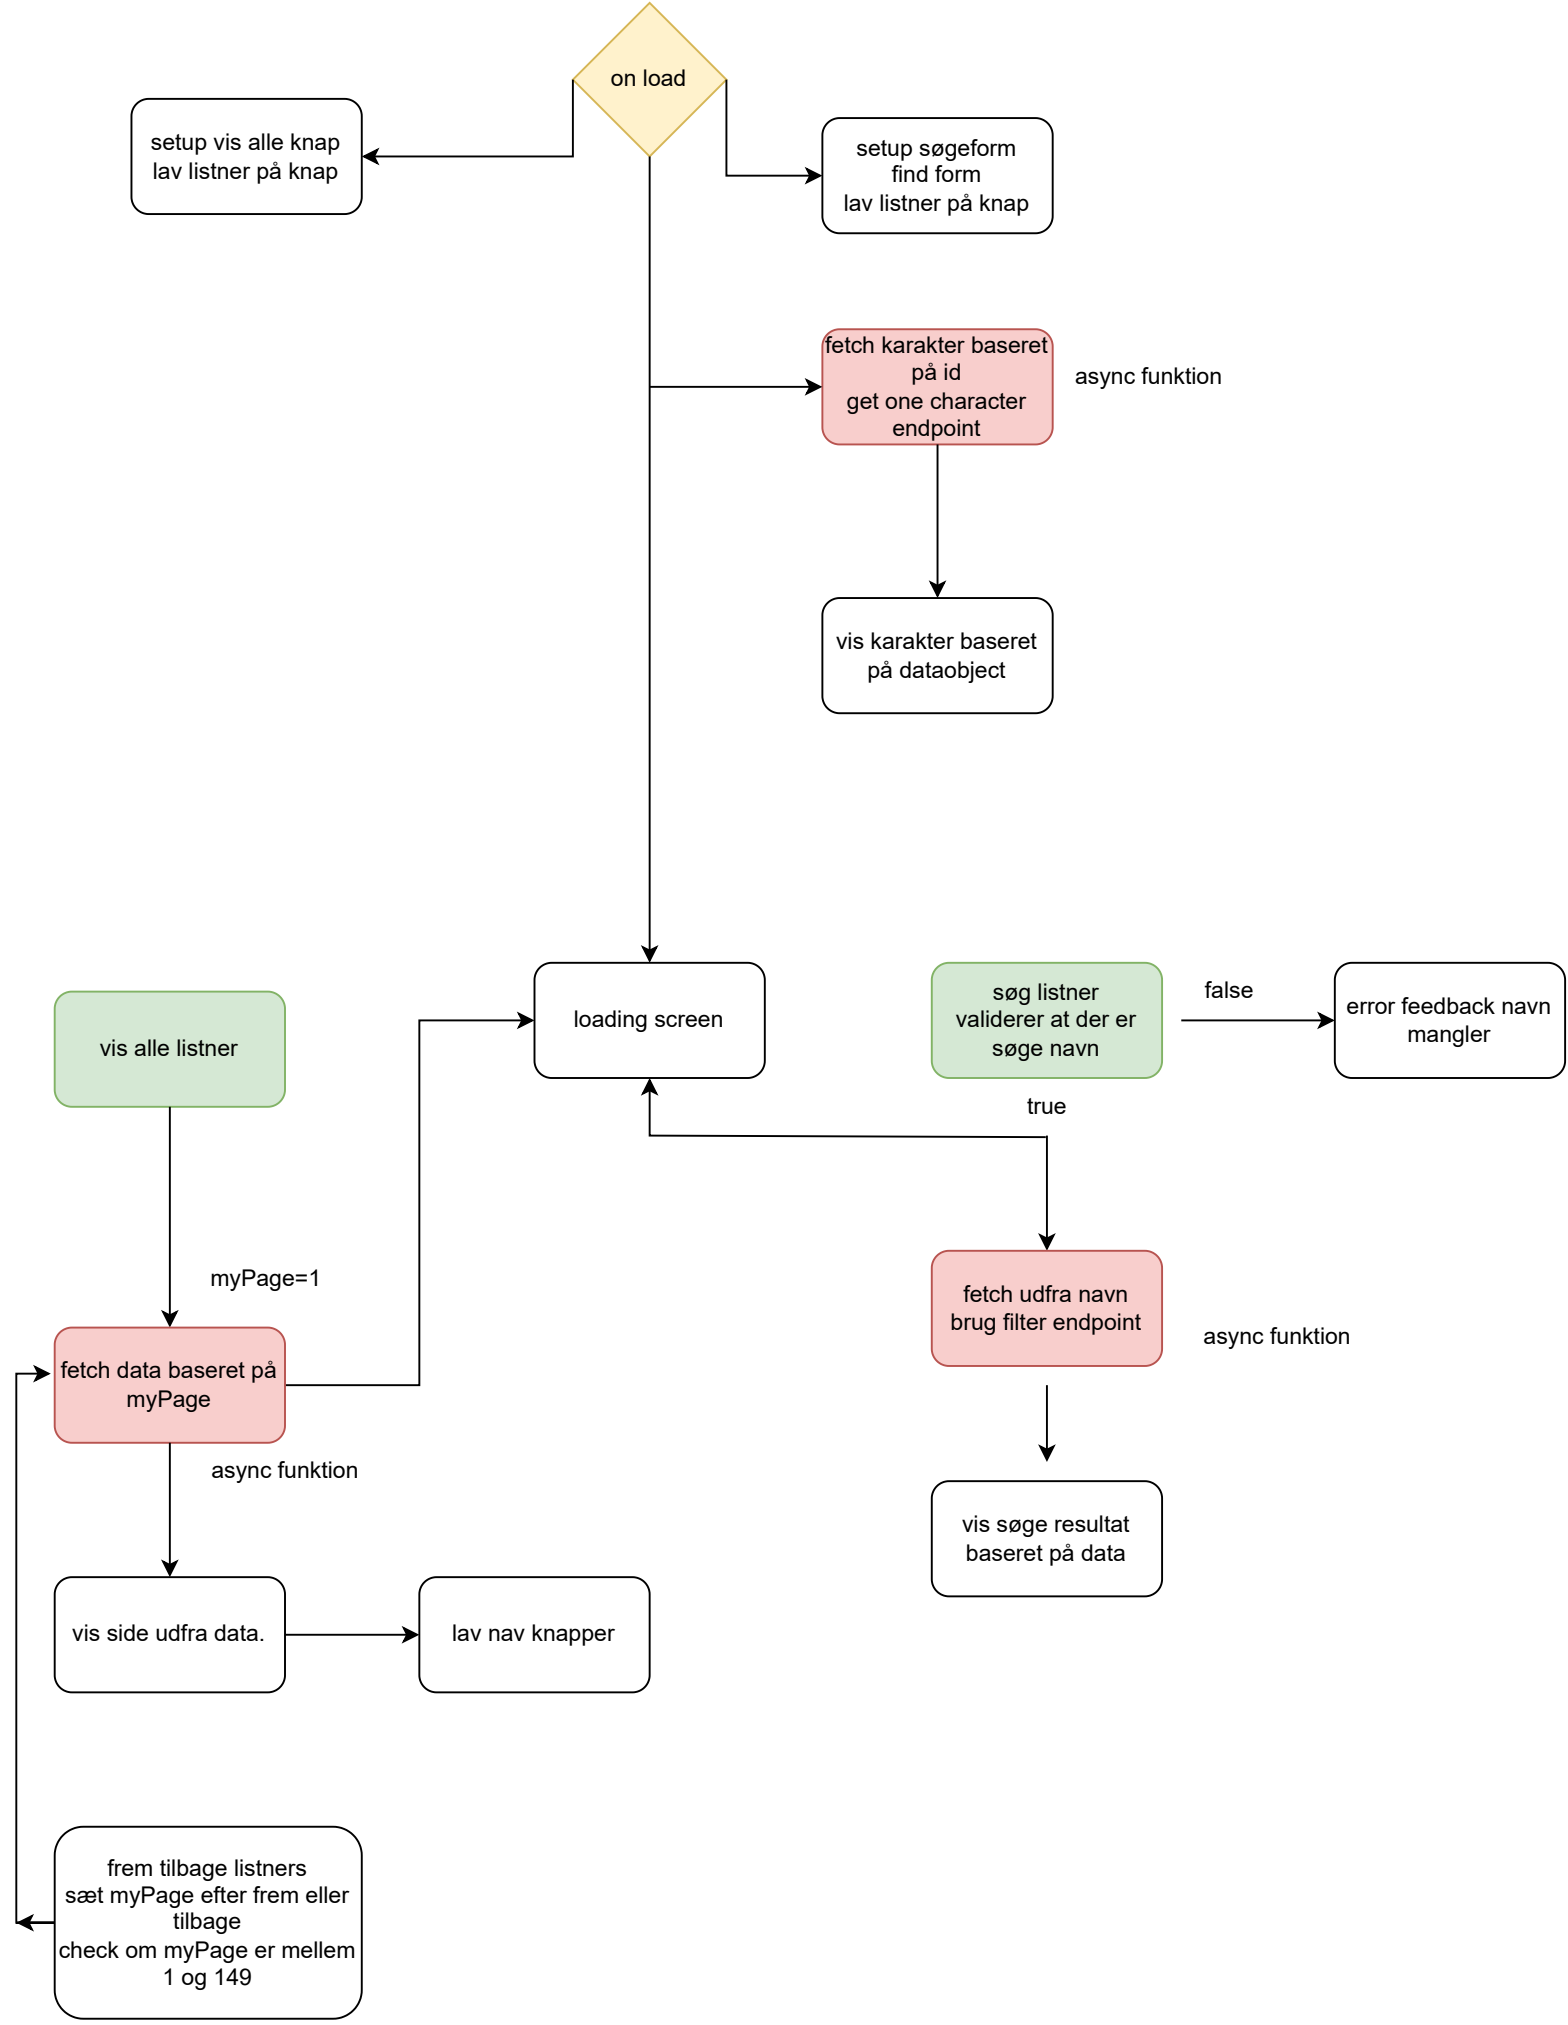 on load
setup vis alle knap
lav listner på knap
setup søgeform
find form
lav listner på knap
fetch karakter baseret
på id
get one character
endpoint
async funktion
vis karakter baseret
på dataobject
loading screen
søg listner
validerer at der er
søge navn
false
error feedback navn
mangler
vis alle listner
true
myPage=1
fetch udfra navn
brug filter endpoint
async funktion
fetch data baseret på
myPage
async funktion
vis søge resultat
baseret på data
vis side udfra data.
lav nav knapper
frem tilbage listners
sæt myPage efter frem eller
tilbage
check om myPage er mellem
1 og 149